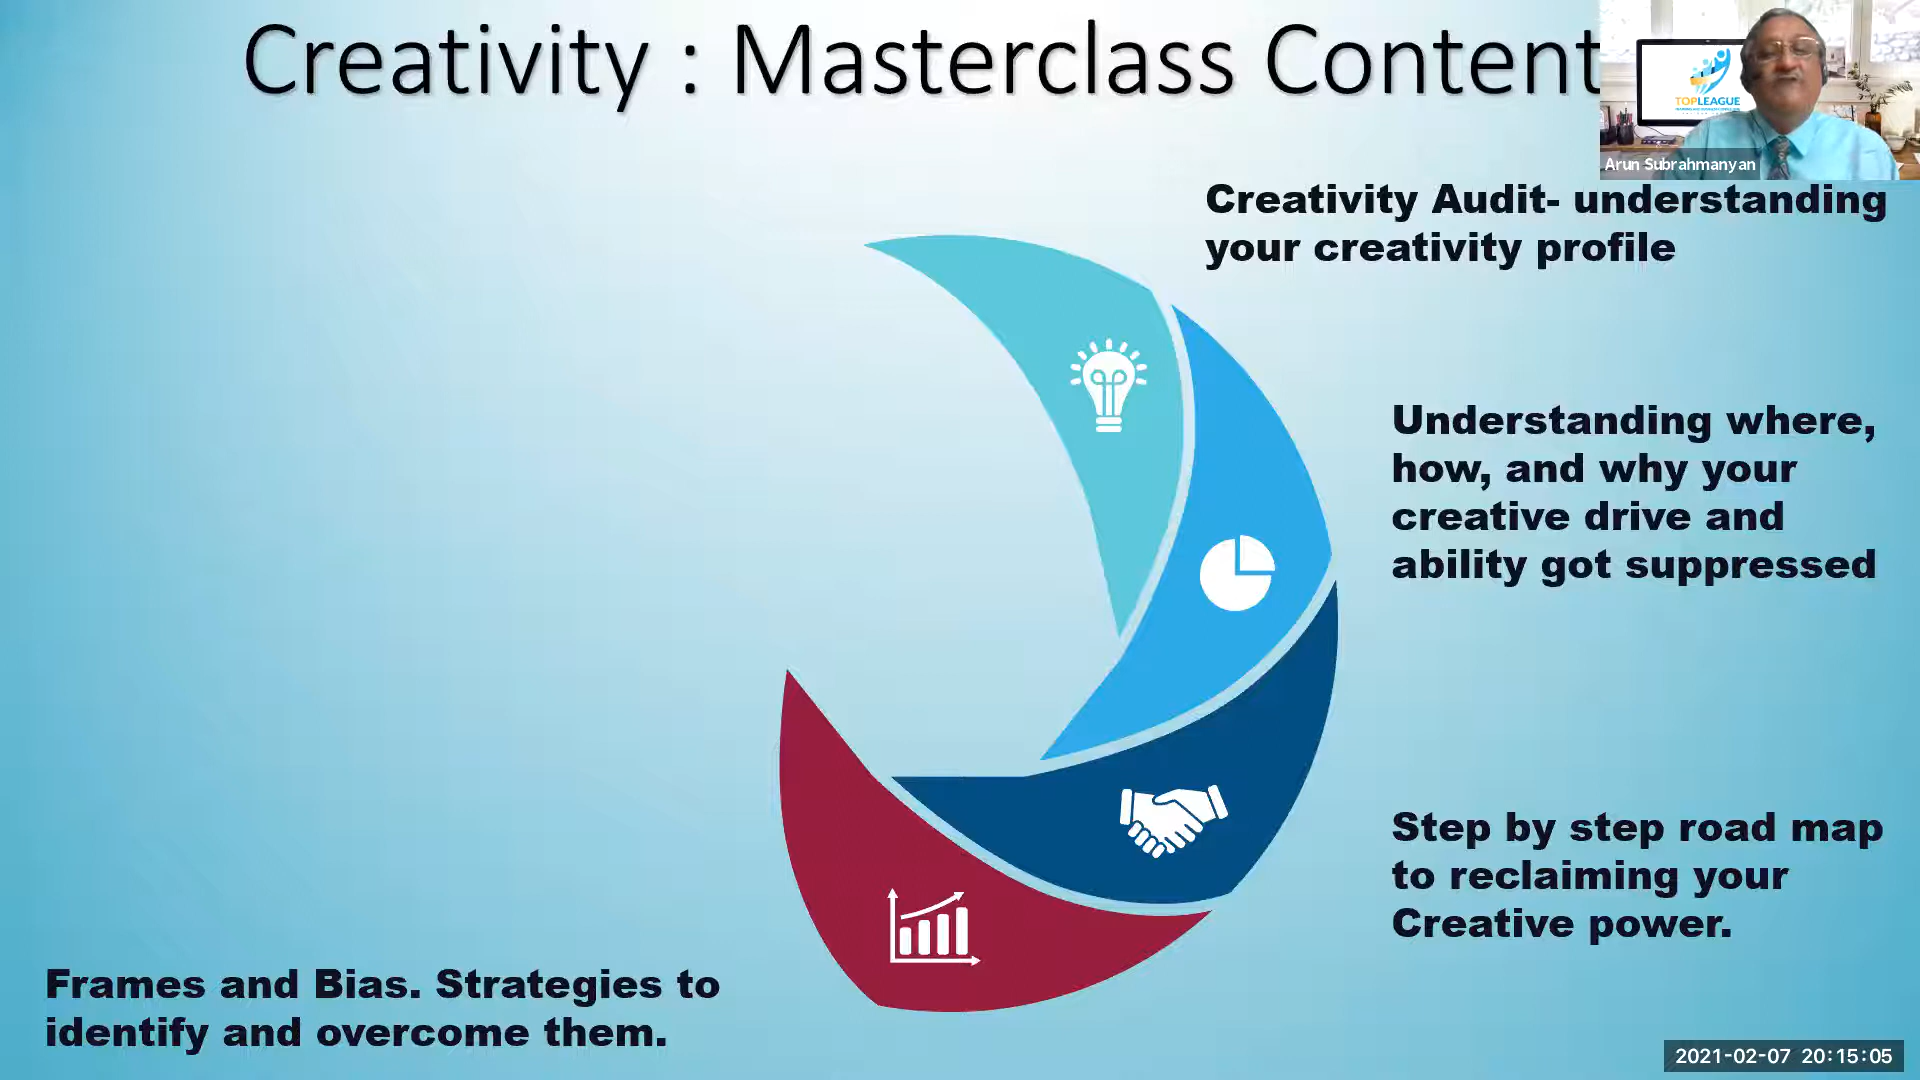 Creativity : Masterclass Content
TOPLEAGUE
Arun Subrahmanyan
Creativity Audit- understanding
your creativity profile
Understanding where,
how, and why your
creative drive and
ability got suppressed
Step by step road map
to reclaiming your
Creative power.
Frames and Bias. Strategies to
identify and overcome them.
2021-02-07 20:15:05